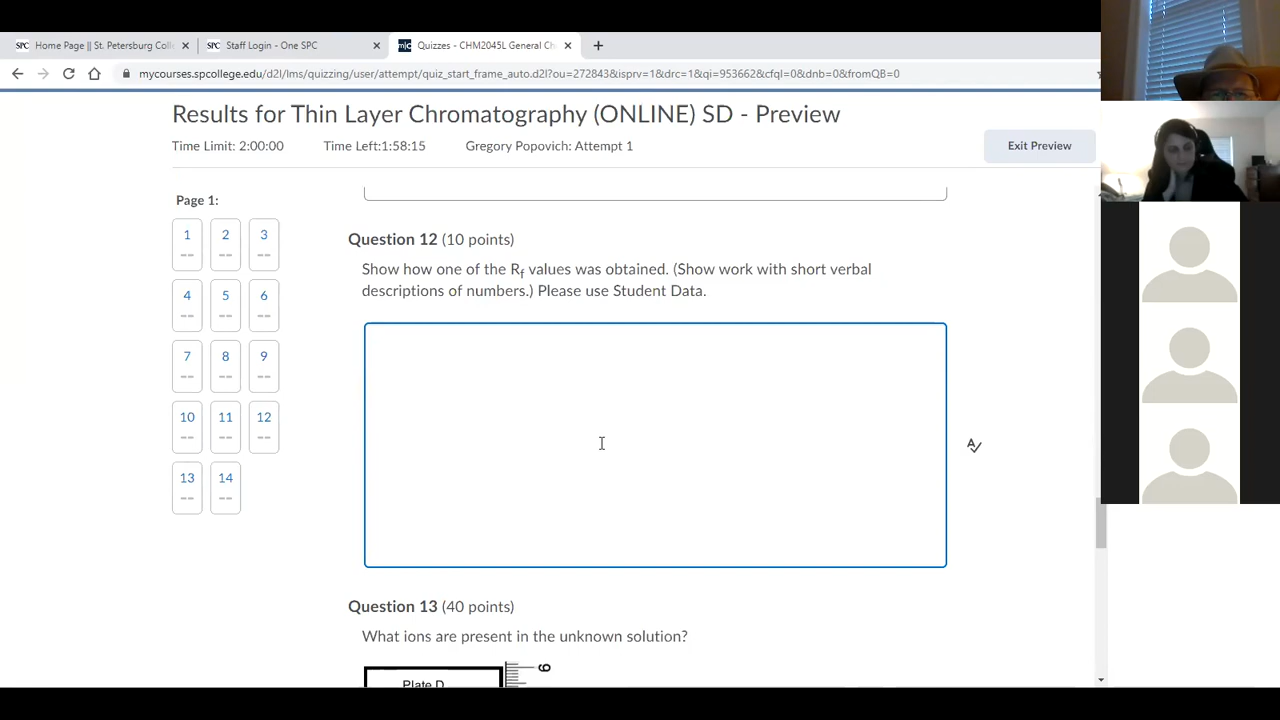 Home Page || St. Petersburg Colle
Staff Login - One SPC
Quizzes - CHM2045L General Ch
mycourses.spcollege.edu/d2l/lms/quizzing/user/attempt/quiz_start_frame_auto.d2l?ou=272843&isprv=1&drc=1&qi=953662&cfql=0&dnb=0&fromQB=0
Results for Thin Layer Chromatography (ONLINE) SD - Preview
Time Limit: 2:00:00 Time Left:1:58:15 Gregory Popovich: Attempt 1
Exit Preview
Page 1:
1 2 3
-- -- --
4 5 6
-- -- --
7 8 9
-- -- --
10 11 12
-- -- --
13 14
-- --
Question 12 (10 points)
Show how one of the Rf values was obtained. (Show work with short verbal
descriptions of numbers.) Please use Student Data.
Question 13 (40 points)
What ions are present in the unknown solution?
Plate D
6